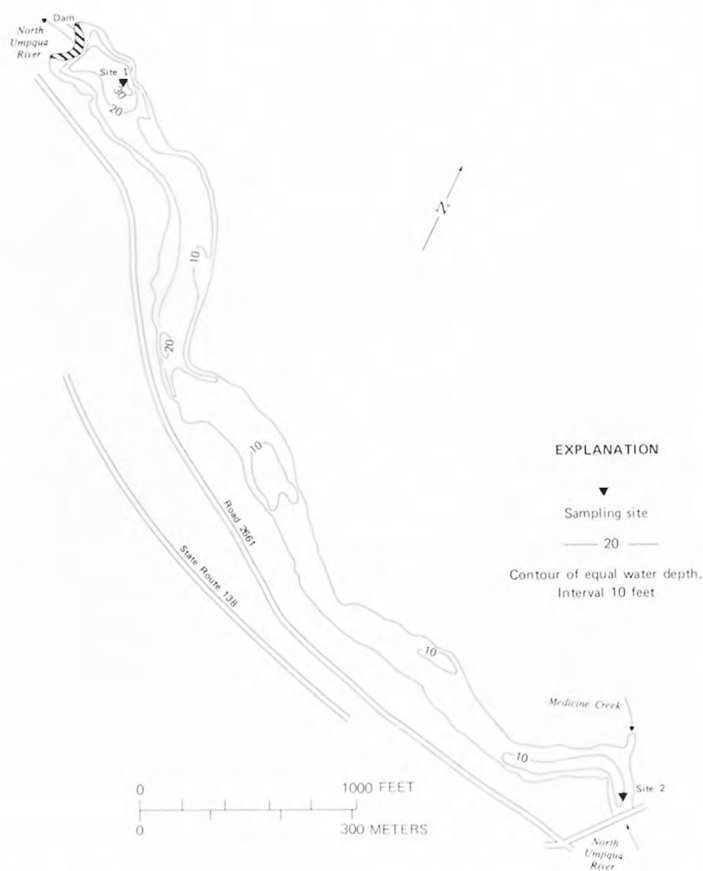 Dam
North
Umpqua
River
Site 1
30
20
N
10
20
10
EXPLANATION
Sampling site
20
Contour of equal water depth.
Interval 10 feet
Road 2661
State Route 138
10
Medicine Creek
10
Site 2
0 1000 FEET
0 300 METERS
North
Umpqua
River